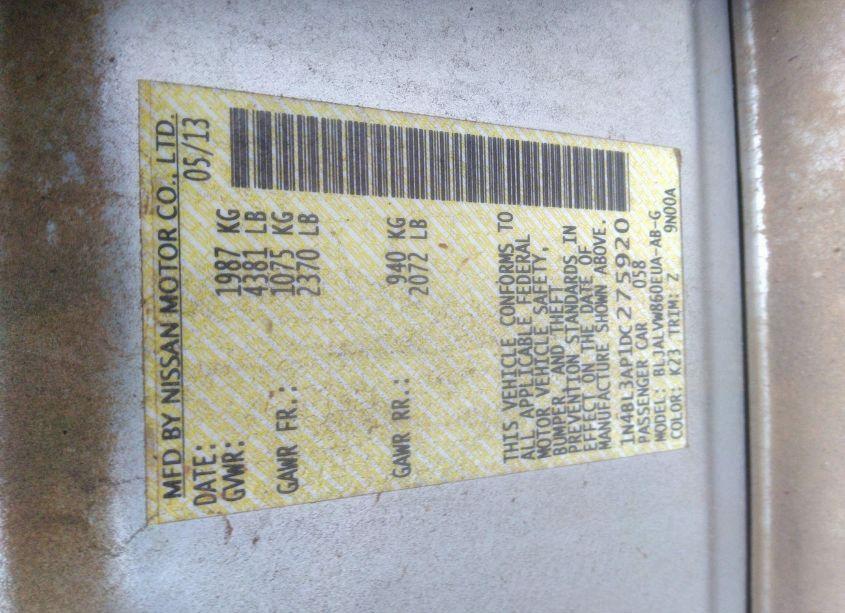 MFD BY NISSAN MOTOR CO., LTD.
DATE: 05/13
GVWR: 1987 KG
4381 LB
GAWR FR.: 1075 KG
2370 LB
GAWR RR.: 940 KG
2072 LB
THIS VEHICLE CONFORMS TO
ALL APPLICABLE FEDERAL
MOTOR VEHICLE SAFETY,
BUMPER AND THEFT
PREVENTION STANDARDS IN
EFFECT ON THE DATE OF
MANUFACTURE SHOWN ABOVE.
1N4BL3AP1DC275920
PASSENGER CAR 058
MODEL: BLJALVW860EUA-AB-G
COLOR: K23 TRIM: Z 9N00A